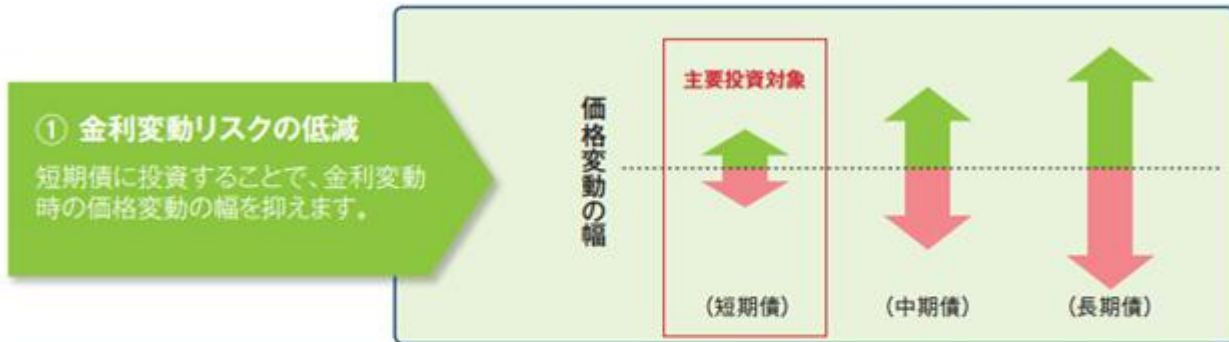 ① 金利変動リスクの低減
短期債に投資することで、金利変動
時の価格変動の幅を抑えます。
価格変動の幅
主要投資対象
(短期債)
(中期債)
(長期債)